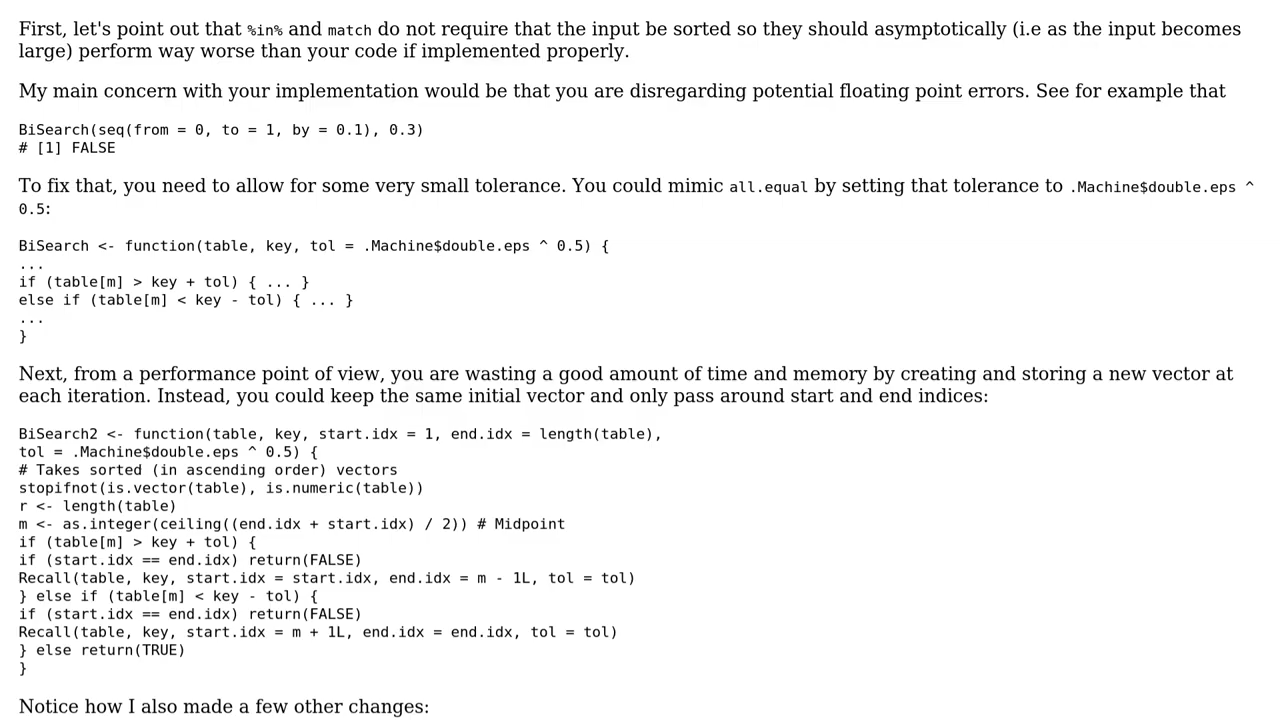 First, let's point out that %in% and match do not require that the input be sorted so they should asymptotically (i.e as the input becomes
large) perform way worse than your code if implemented properly.
My main concern with your implementation would be that you are disregarding potential floating point errors. See for example that
BiSearch(seq(from = 0, to = 1, by = 0.1), 0.3)
# [1] FALSE
To fix that, you need to allow for some very small tolerance. You could mimic all.equal by setting that tolerance to .Machine$double.eps ^
0.5:
BiSearch <- function(table, key, tol = .Machine$double.eps ^ 0.5) {
...
if (table[m] > key + tol) { ... }
else if (table[m] < key - tol) { ... }
...
}
Next, from a performance point of view, you are wasting a good amount of time and memory by creating and storing a new vector at
each iteration. Instead, you could keep the same initial vector and only pass around start and end indices:
BiSearch2 <- function(table, key, start.idx = 1, end.idx = length(table),
tol = .Machine$double.eps ^ 0.5) {
# Takes sorted (in ascending order) vectors
stopifnot(is.vector(table), is.numeric(table))
r <- length(table)
m <- as.integer(ceiling((end.idx + start.idx) / 2)) # Midpoint
if (table[m] > key + tol) {
if (start.idx == end.idx) return(FALSE)
Recall(table, key, start.idx = start.idx, end.idx = m - 1L, tol = tol)
} else if (table[m] < key - tol) {
if (start.idx == end.idx) return(FALSE)
Recall(table, key, start.idx = m + 1L, end.idx = end.idx, tol = tol)
} else return(TRUE)
}
Notice how I also made a few other changes: